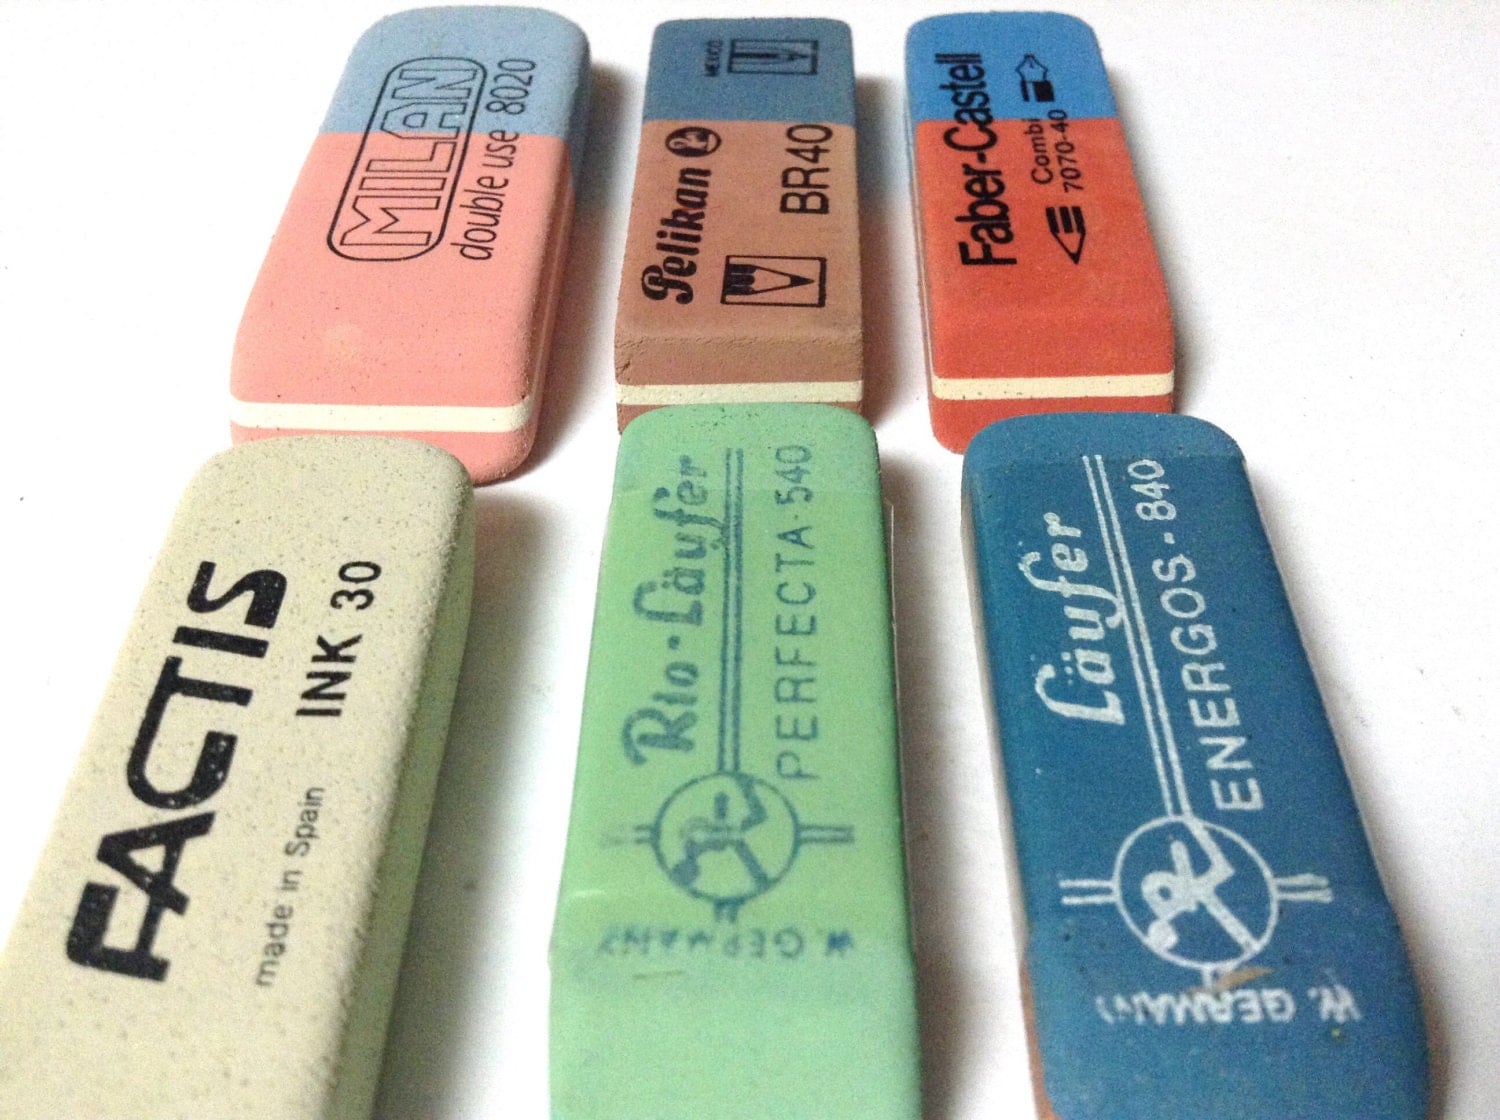 MILAN
double use 8020
MEXICO
Pelikan
BR40
Faber-Castell
Combi
7070-40
FACTIS
INK 30
made in Spain
Rio-Läufer
PERFECTA·540
W. GERMANY
Läufer
ENERGOS-840
W. GERMANY